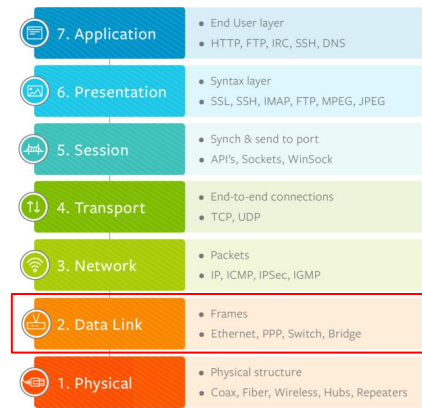 7. Application
• End User layer
• HTTP, FTP, IRC, SSH, DNS
6. Presentation
• Syntax layer
• SSL, SSH, IMAP, FTP, MPEG, JPEG
5. Session
• Synch & send to port
• API's, Sockets, WinSock
4. Transport
• End-to-end connections
• TCP, UDP
3. Network
• Packets
• IP, ICMP, IPSec, IGMP
2. Data Link
• Frames
• Ethernet, PPP, Switch, Bridge
1. Physical
• Physical structure
• Coax, Fiber, Wireless, Hubs, Repeaters